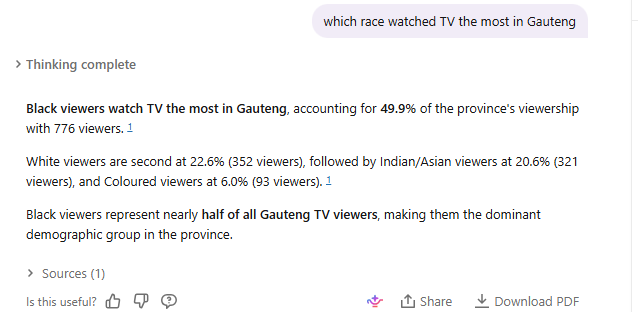 which race watched TV the most in Gauteng
Thinking complete
Black viewers watch TV the most in Gauteng, accounting for 49.9% of the province's viewership
with 776 viewers. 1
White viewers are second at 22.6% (352 viewers), followed by Indian/Asian viewers at 20.6% (321
viewers), and Coloured viewers at 6.0% (93 viewers). 1
Black viewers represent nearly half of all Gauteng TV viewers, making them the dominant
demographic group in the province.
Sources (1)
Is this useful? Share Download PDF